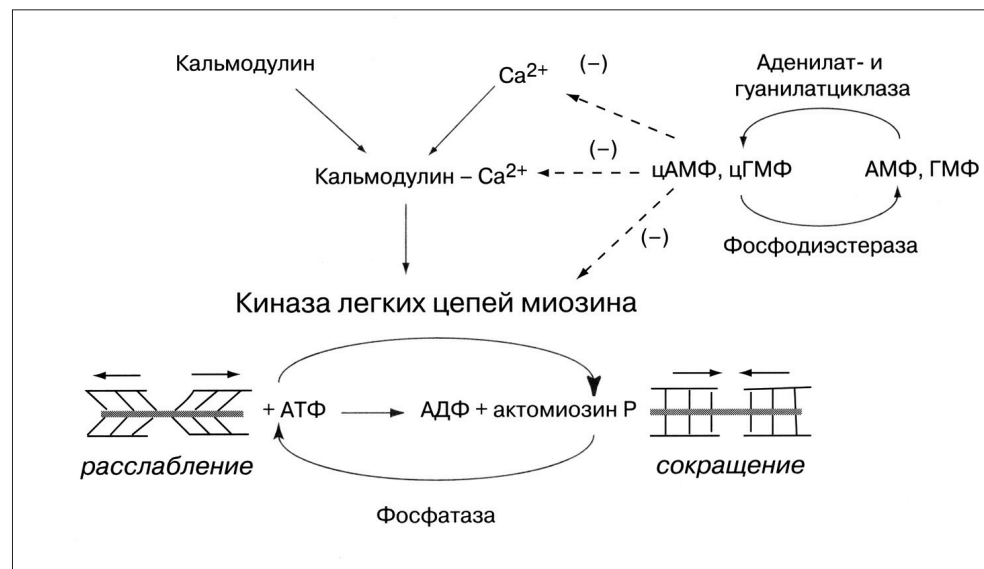 Кальмодулин
Ca2+
(–)
Аденилат- и
гуанилатциклаза
Кальмодулин – Ca2+
(–)
цАМФ, цГМФ
АМФ, ГМФ
(–)
Фосфодиэстераза
Киназа легких цепей миозина
+ АТФ
АДФ + актомиозин P
расслабление
сокращение
Фосфатаза